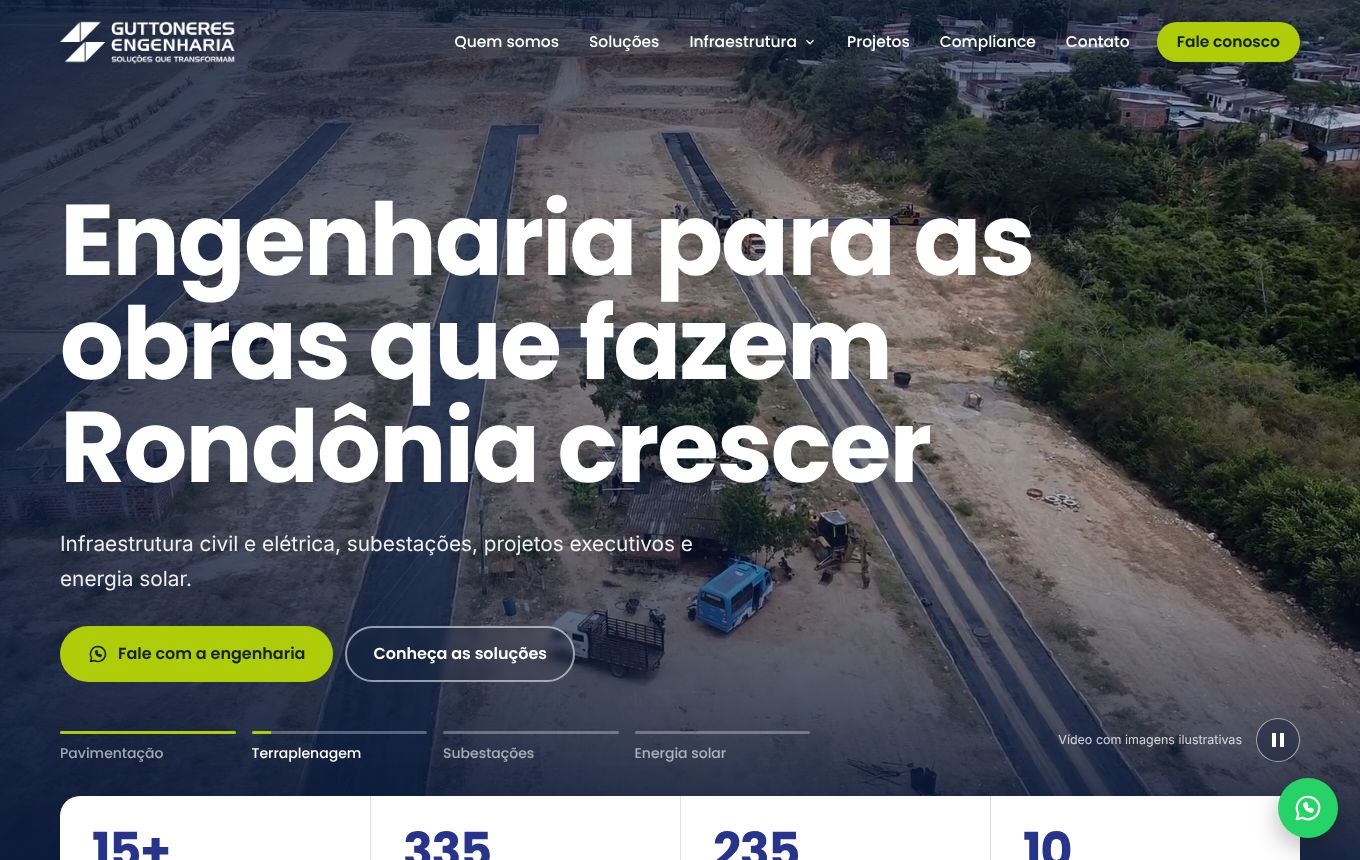 GUTTONERES
ENGENHARIA
SOLUÇÕES QUE TRANSFORMAM
Quem somos Soluções Infraestrutura Projetos Compliance Contato Fale conosco
Engenharia para as
obras que fazem
Rondônia crescer
Infraestrutura civil e elétrica, subestações, projetos executivos e
energia solar.
Fale com a engenharia Conheça as soluções
Pavimentação Terraplenagem Subestações Energia solar
Vídeo com imagens ilustrativas
15+ 335 235 10